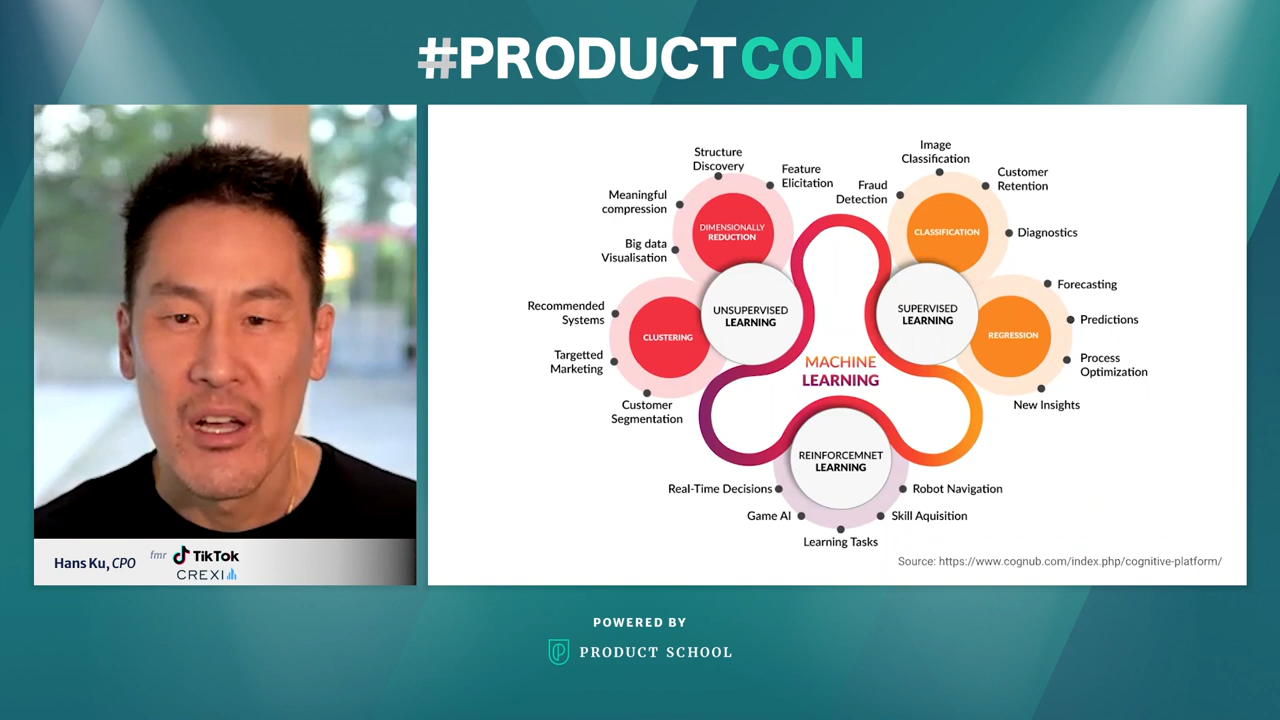 #PRODUCTCON
Structure
Discovery
Feature
Elicitation
Meaningful
compression
Big data
Visualisation
DIMENSIONALLY
REDUCTION
Recommended
Systems
Targetted
Marketing
Customer
Segmentation
CLUSTERING
UNSUPERVISED
LEARNING
Image
Classification
Fraud
Detection
Customer
Retention
Diagnostics
CLASSIFICATION
SUPERVISED
LEARNING
Forecasting
Predictions
Process
Optimization
New Insights
REGRESSION
MACHINE
LEARNING
REINFORCEMNET
LEARNING
Real-Time Decisions
Robot Navigation
Game AI
Skill Aquisition
Learning Tasks
Source: https://www.cognub.com/index.php/cognitive-platform/
Hans Ku, CPO
fmr TikTok
CREXI
POWERED BY
PRODUCT SCHOOL